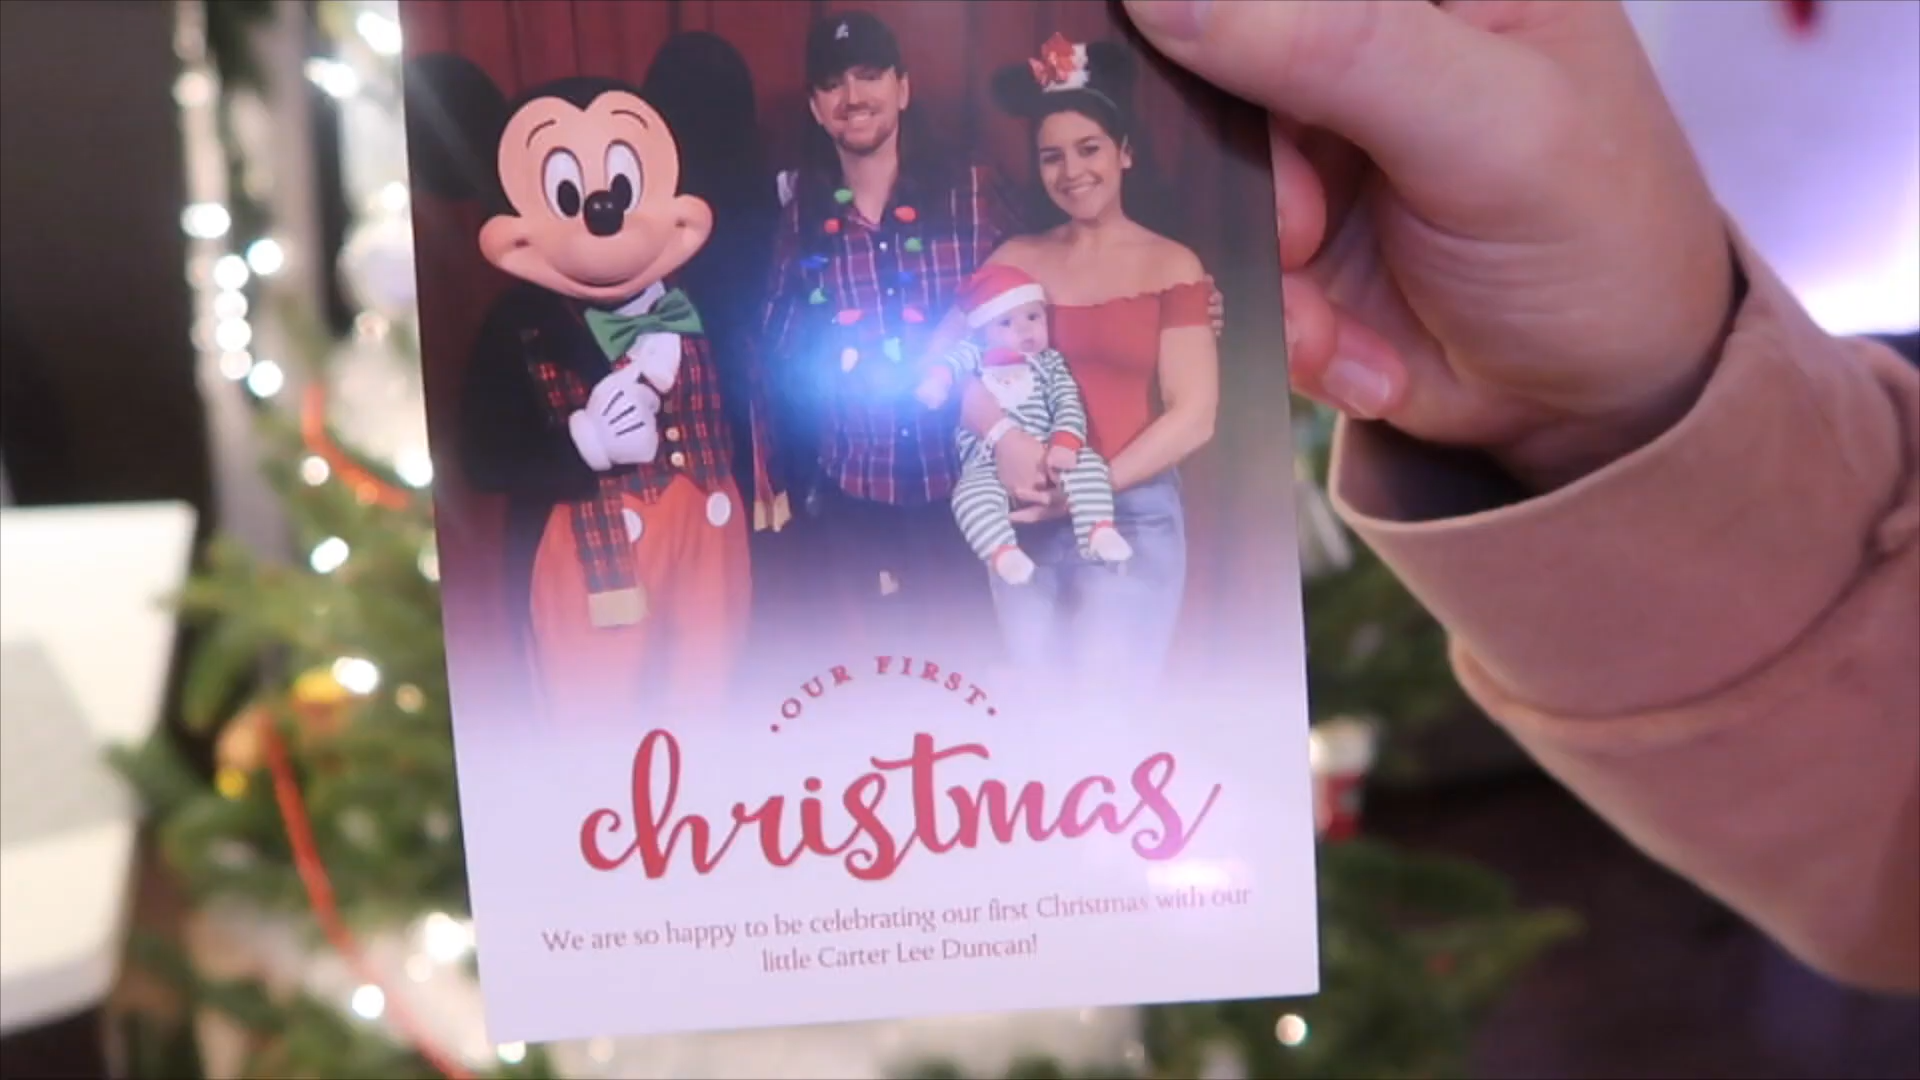 • OUR FIRST •
christmas
We are so happy to be celebrating our first Christmas with our
little Carter Lee Duncan!